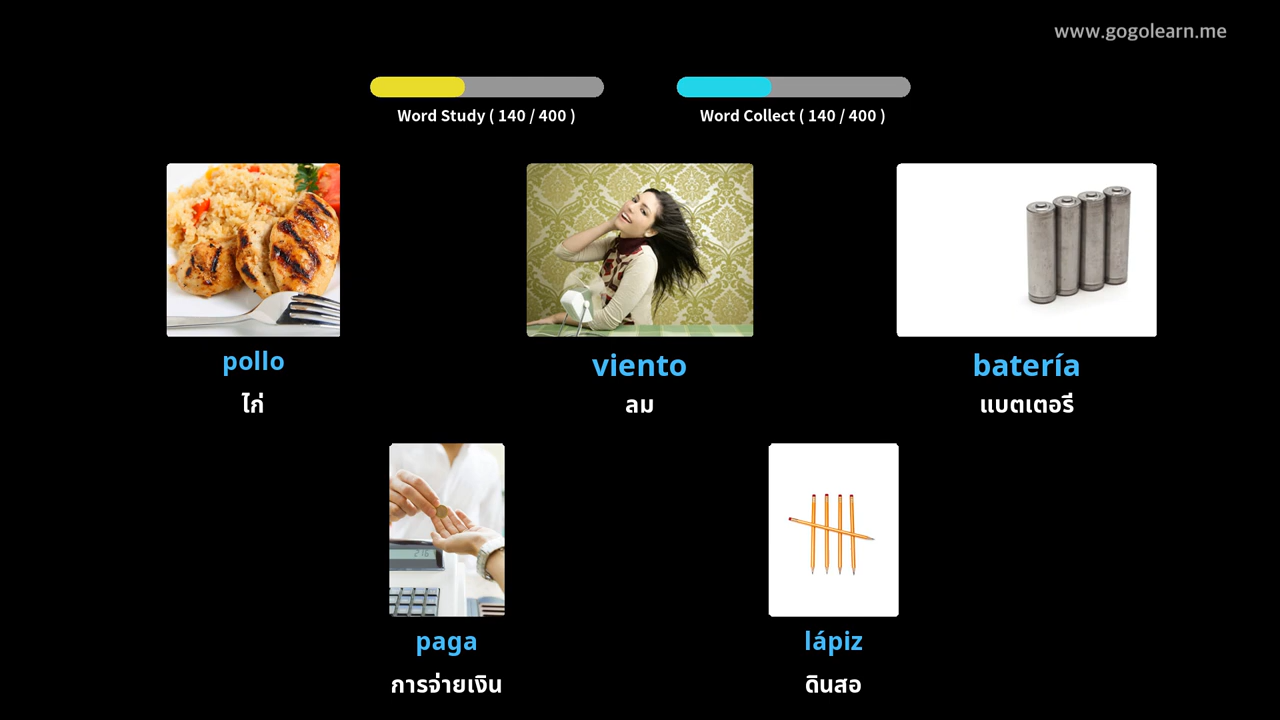 www.gogolearn.me
Word Study ( 140 / 400 )
Word Collect ( 140 / 400 )
pollo
viento
batería
ไก่
ลม
แบตเตอรี่
paga
lápiz
การจ่ายเงิน
ดินสอ